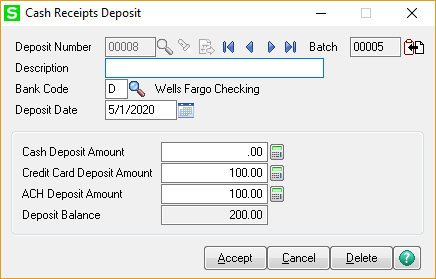 S Cash Receipts Deposit
Deposit Number 00008 Batch 00005
Description
Bank Code D Wells Fargo Checking
Deposit Date 5/1/2020
Cash Deposit Amount .00
Credit Card Deposit Amount 100.00
ACH Deposit Amount 100.00
Deposit Balance 200.00
Accept Cancel Delete ?